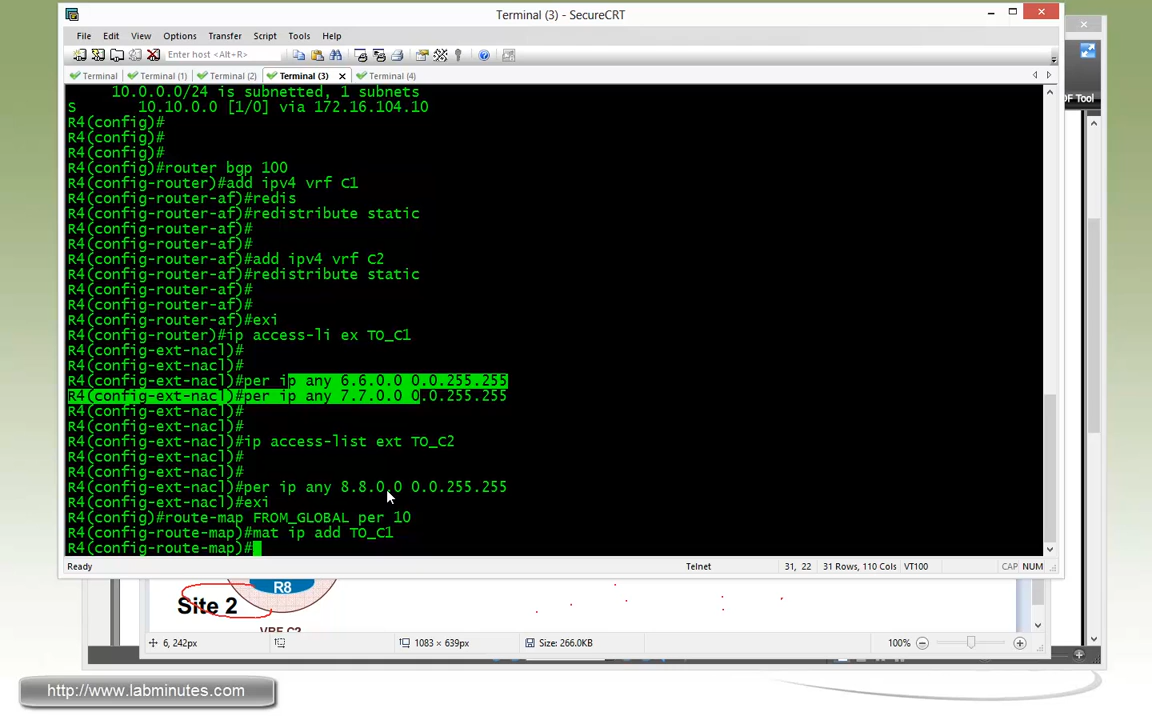 Terminal (3) - SecureCRT
File Edit View Options Transfer Script Tools Help
Enter host <Alt+R>
Terminal Terminal (1) Terminal (2) Terminal (3) Terminal (4)
DF Tool
10.0.0.0/24 is subnetted, 1 subnets
S 10.10.0.0 [1/0] via 172.16.104.10
R4(config)#
R4(config)#
R4(config)#
R4(config)#router bgp 100
R4(config-router)#add ipv4 vrf C1
R4(config-router-af)#redis
R4(config-router-af)#redistribute static
R4(config-router-af)#
R4(config-router-af)#
R4(config-router-af)#add ipv4 vrf C2
R4(config-router-af)#redistribute static
R4(config-router-af)#
R4(config-router-af)#
R4(config-router-af)#exi
R4(config-router)#ip access-li ex TO_C1
R4(config-ext-nacl)#
R4(config-ext-nacl)#
R4(config-ext-nacl)#per ip any 6.6.0.0 0.0.255.255
R4(config-ext-nacl)#per ip any 7.7.0.0 0.0.255.255
R4(config-ext-nacl)#
R4(config-ext-nacl)#
R4(config-ext-nacl)#ip access-list ext TO_C2
R4(config-ext-nacl)#
R4(config-ext-nacl)#
R4(config-ext-nacl)#per ip any 8.8.0.0 0.0.255.255
R4(config-ext-nacl)#exi
R4(config)#route-map FROM_GLOBAL per 10
R4(config-route-map)#mat ip add TO_C1
R4(config-route-map)#
Ready Telnet 31, 22 31 Rows, 110 Cols VT100 CAP NUM
R8
Site 2
VRF C2
6, 242px 1083 × 639px Size: 266.0KB 100%
http://www.labminutes.com